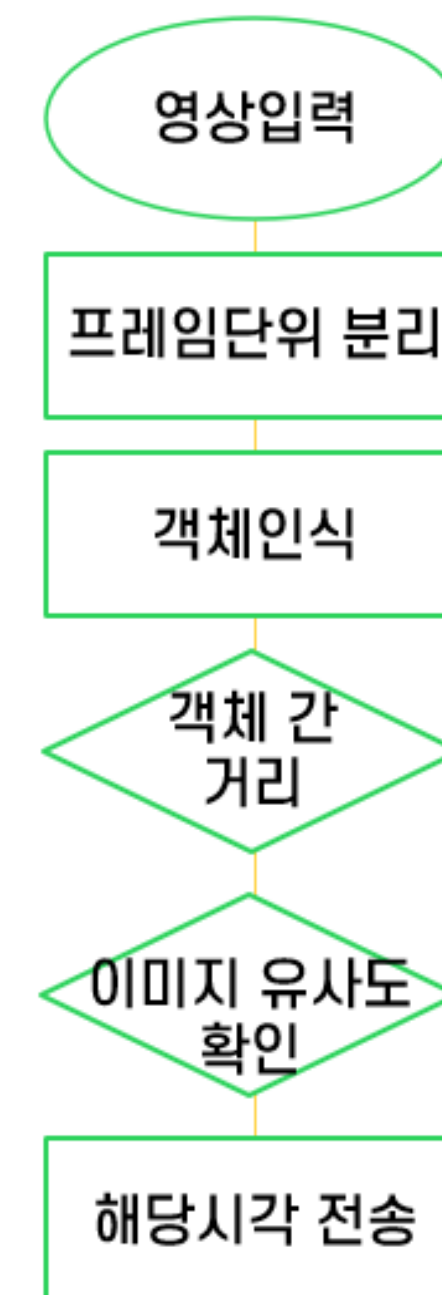 영상입력
프레임단위 분리
객체인식
객체 간
거리
이미지 유사도
확인
해당시각 전송